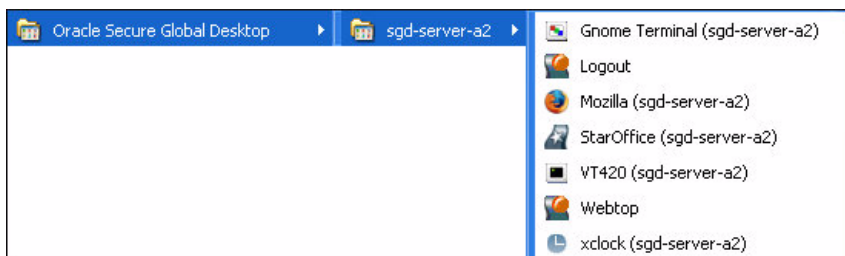 Oracle Secure Global Desktop
sgd-server-a2
Gnome Terminal (sgd-server-a2)
Logout
Mozilla (sgd-server-a2)
StarOffice (sgd-server-a2)
VT420 (sgd-server-a2)
Webtop
xclock (sgd-server-a2)